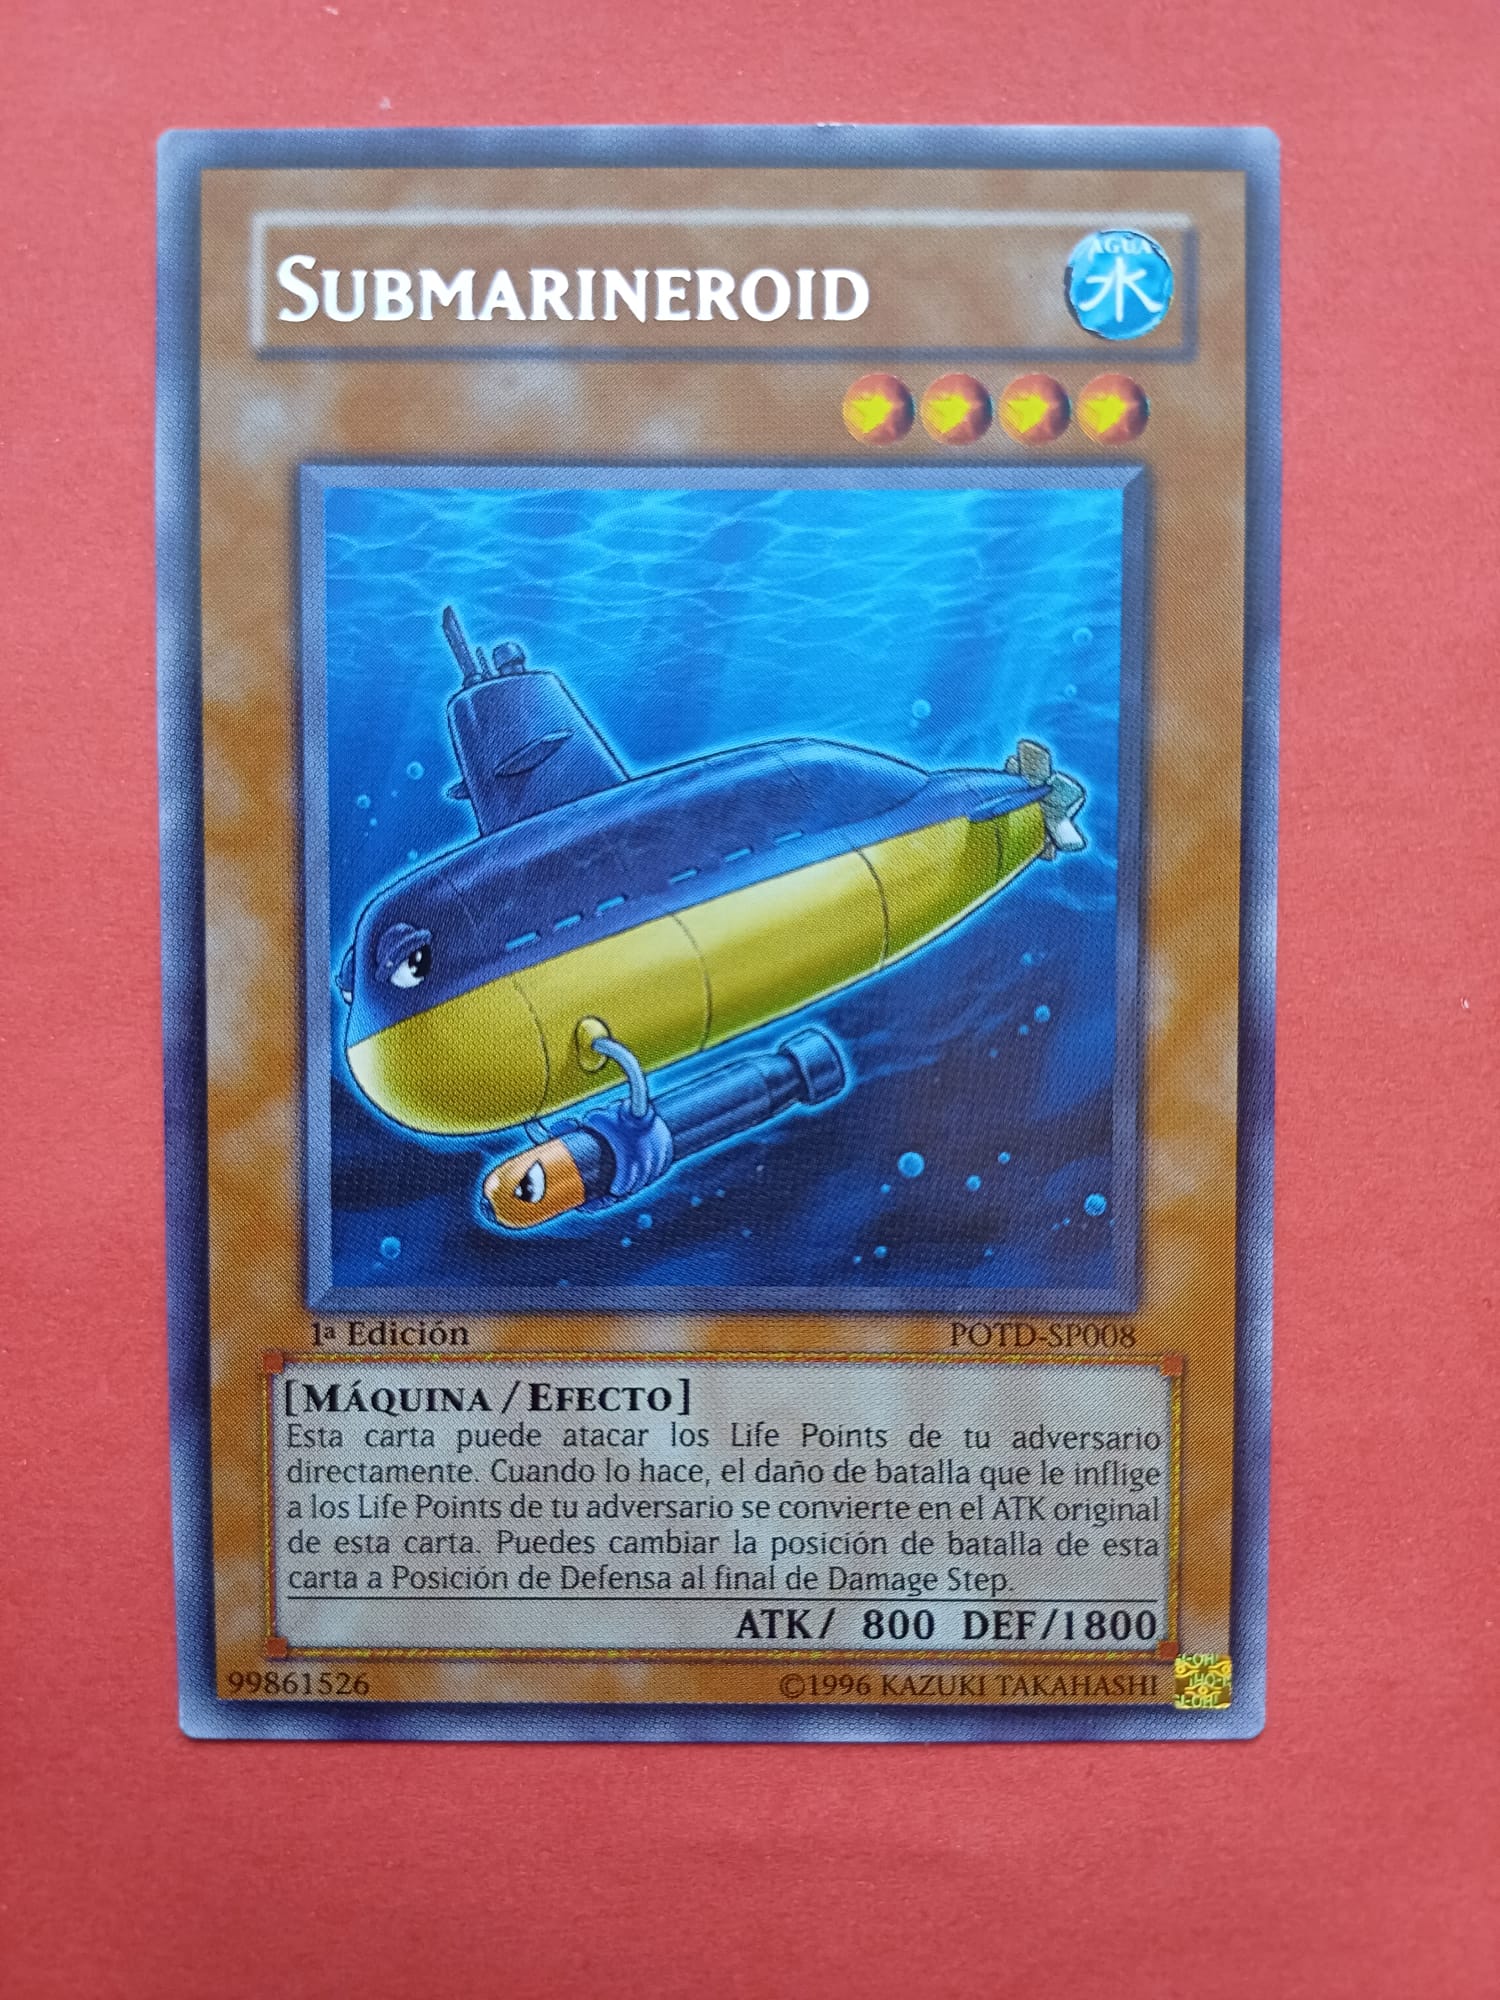 SUBMARINEROID
AGUA
水
1ª Edición
POTD-SP008
[MÁQUINA / EFECTO]
Esta carta puede atacar los Life Points de tu adversario
directamente. Cuando lo hace, el daño de batalla que le inflige
a los Life Points de tu adversario se convierte en el ATK original
de esta carta. Puedes cambiar la posición de batalla de esta
carta a Posición de Defensa al final de Damage Step.
ATK/ 800 DEF/1800
99861526
©1996 KAZUKI TAKAHASHI